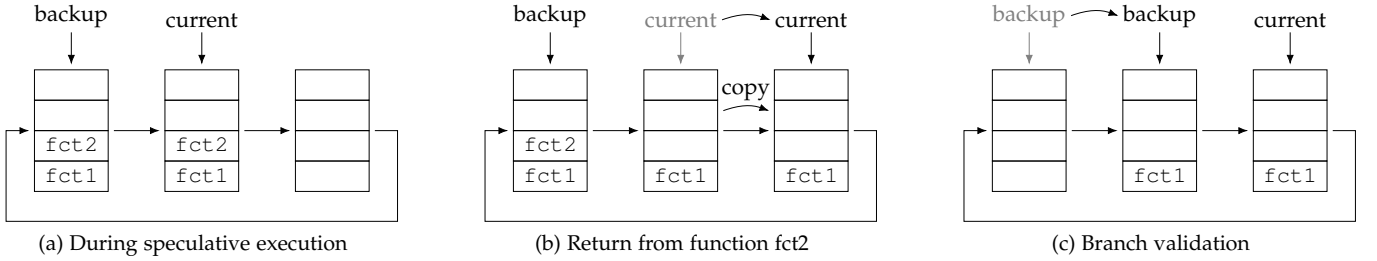 backup
current
fct2
fct2
fct1
fct1
(a) During speculative execution
backup
current
current
copy
fct2
fct1
fct1
fct1
(b) Return from function fct2
backup
backup
current
fct1
fct1
(c) Branch validation